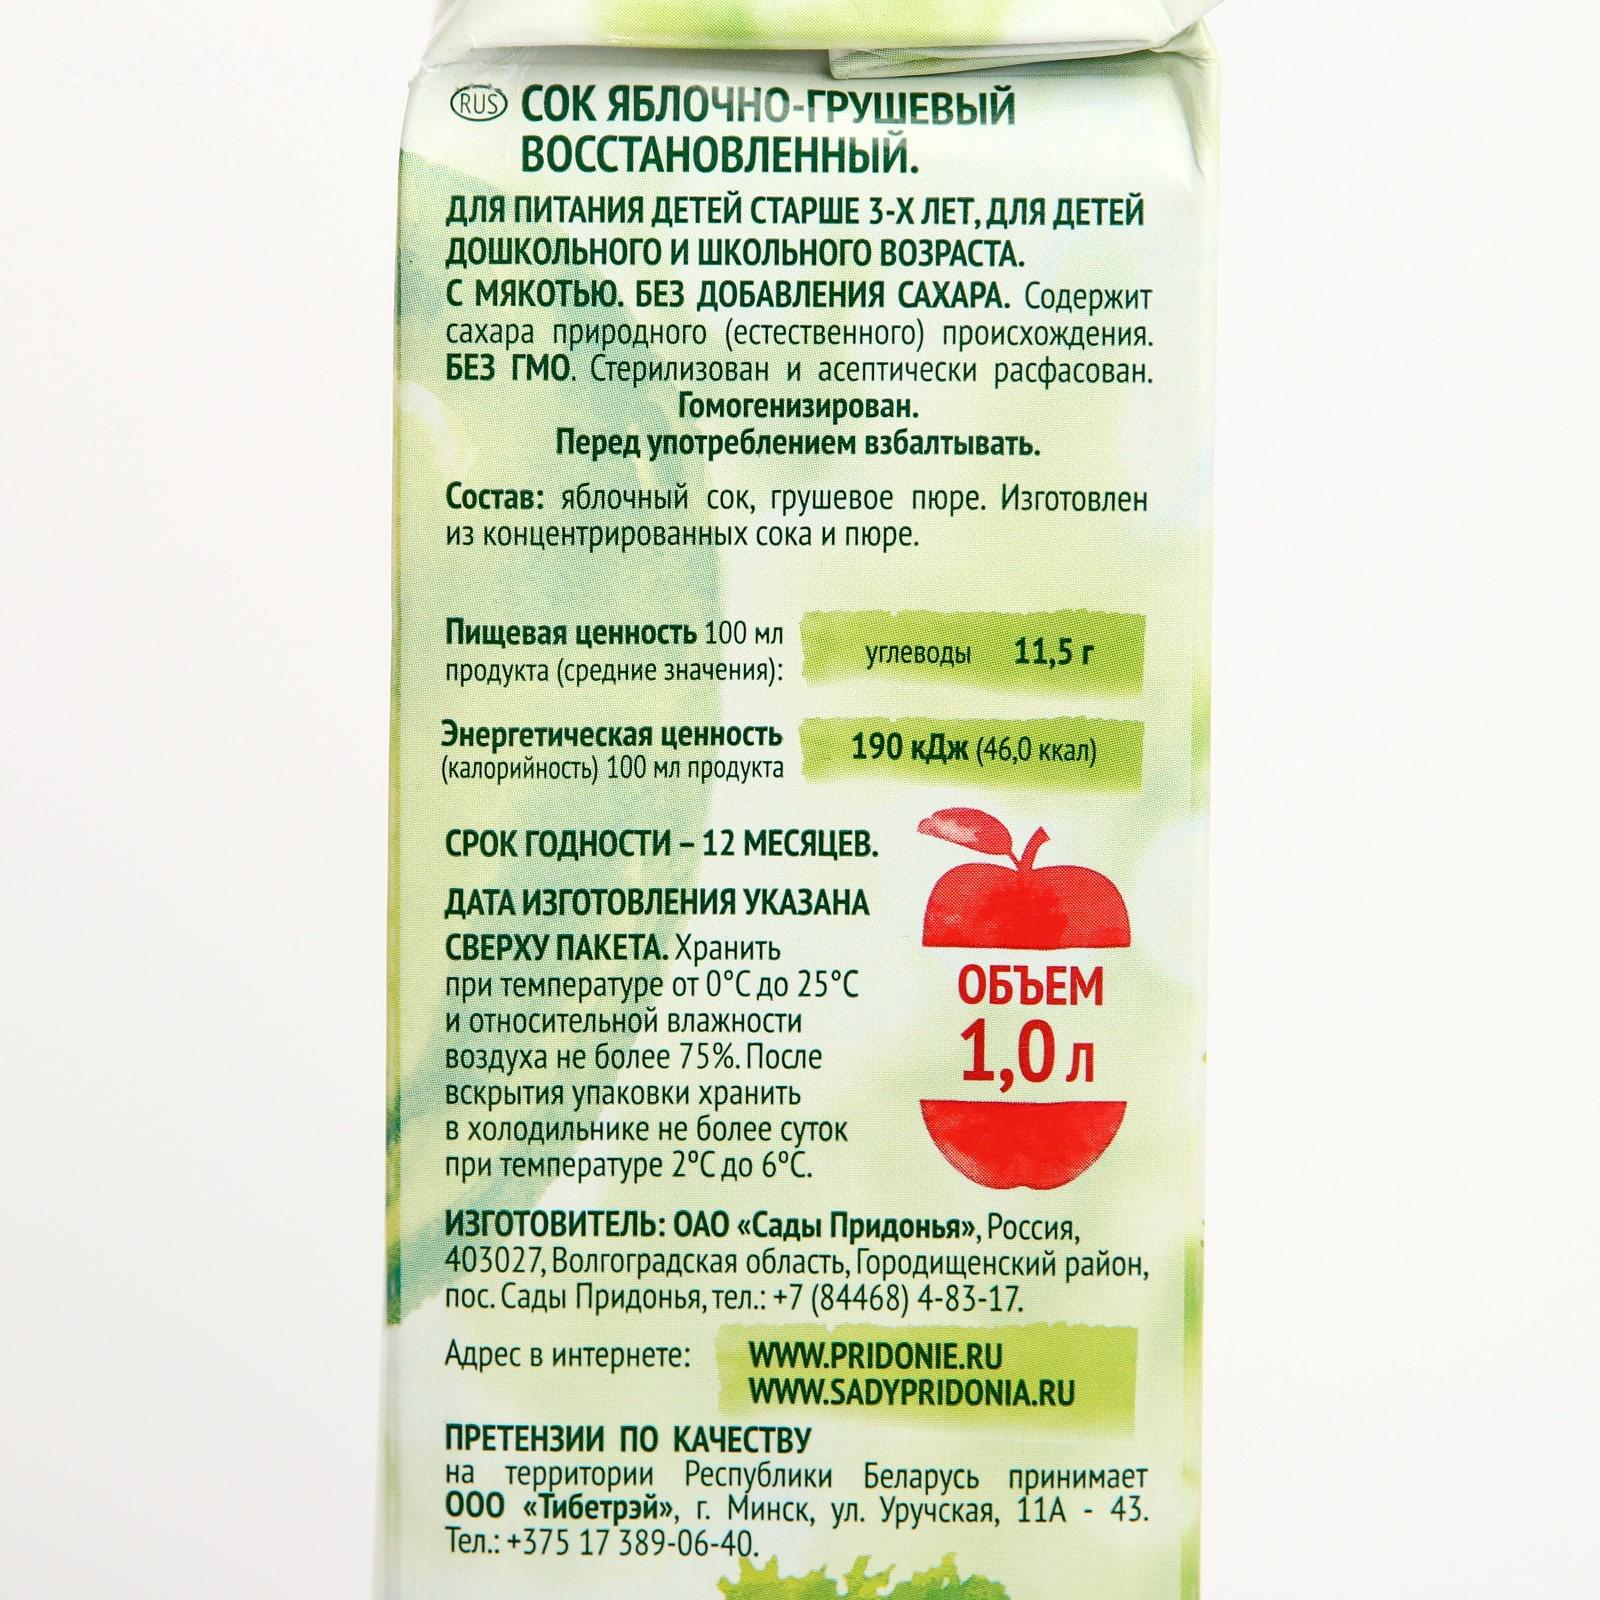 RUS СОК ЯБЛОЧНО-ГРУШЕВЫЙ
ВОССТАНОВЛЕННЫЙ.
ДЛЯ ПИТАНИЯ ДЕТЕЙ СТАРШЕ 3-Х ЛЕТ, ДЛЯ ДЕТЕЙ
ДОШКОЛЬНОГО И ШКОЛЬНОГО ВОЗРАСТА.
С МЯКОТЬЮ. БЕЗ ДОБАВЛЕНИЯ САХАРА. Содержит
сахара природного (естественного) происхождения.
БЕЗ ГМО. Стерилизован и асептически расфасован.
Гомогенизирован.
Перед употреблением взбалтывать.
Состав: яблочный сок, грушевое пюре. Изготовлен
из концентрированных сока и пюре.
Пищевая ценность 100 мл
продукта (средние значения):
углеводы 11,5 г
Энергетическая ценность
(калорийность) 100 мл продукта
190 кДж (46,0 ккал)
СРОК ГОДНОСТИ – 12 МЕСЯЦЕВ.
ДАТА ИЗГОТОВЛЕНИЯ УКАЗАНА
СВЕРХУ ПАКЕТА. Хранить
при температуре от 0°С до 25°С
и относительной влажности
воздуха не более 75%. После
вскрытия упаковки хранить
в холодильнике не более суток
при температуре 2°С до 6°С.
ОБЪЕМ
1,0 л
ИЗГОТОВИТЕЛЬ: ОАО «Сады Придонья», Россия,
403027, Волгоградская область, Городищенский район,
пос. Сады Придонья, тел.: +7 (84468) 4-83-17.
Адрес в интернете:
WWW.PRIDONIE.RU
WWW.SADYPRIDONIA.RU
ПРЕТЕНЗИИ ПО КАЧЕСТВУ
на территории Республики Беларусь принимает
ООО «Тибетрэй», г. Минск, ул. Уручская, 11А - 43.
Тел.: +375 17 389-06-40.